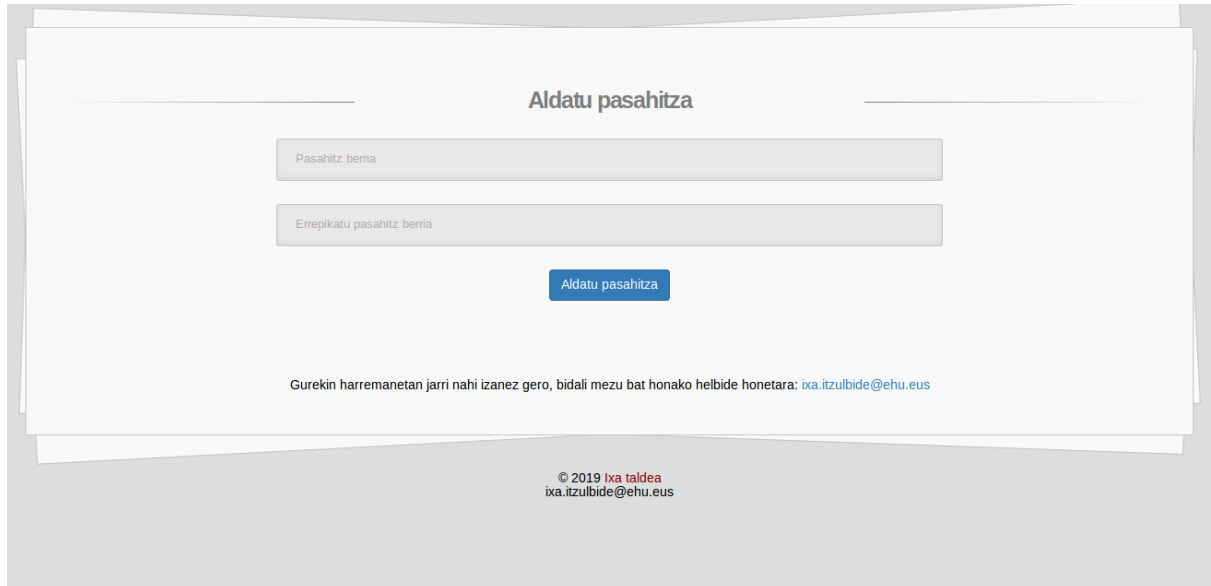 Aldatu pasahitza
Pasahitz berria
Errepikatu pasahitz berria
Aldatu pasahitza
Gurekin harremanetan jarri nahi izanez gero, bidali mezu bat honako helbide honetara: ixa.itzulbide@ehu.eus
© 2019 Ixa taldea
ixa.itzulbide@ehu.eus